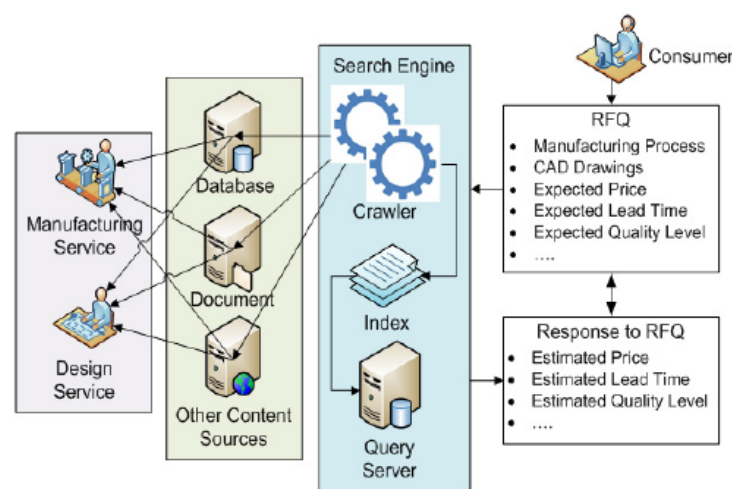 Consumer
Search Engine
RFQ
• Manufacturing Process
• CAD Drawings
• Expected Price
• Expected Lead Time
• Expected Quality Level
• ....
Database
Crawler
Manufacturing
Service
Document
Index
Design
Service
Other Content
Sources
Query
Server
Response to RFQ
• Estimated Price
• Estimated Lead Time
• Estimated Quality Level
• ....